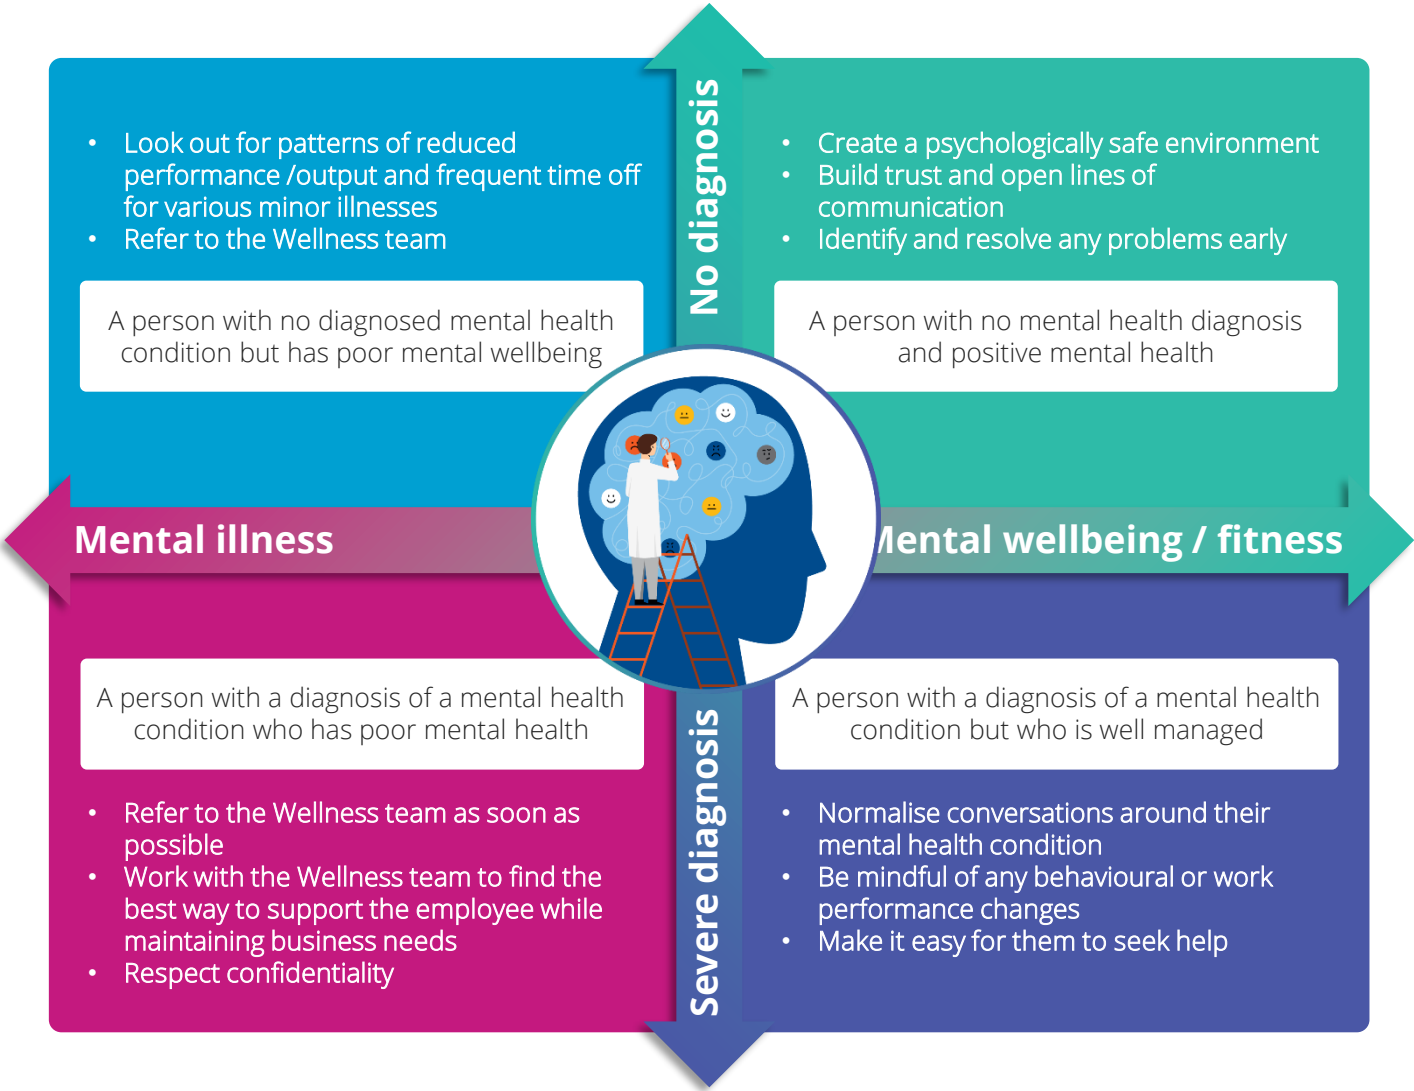 No diagnosis
• Look out for patterns of reduced
performance /output and frequent time off
for various minor illnesses
• Refer to the Wellness team
A person with no diagnosed mental health
condition but has poor mental wellbeing
• Create a psychologically safe environment
• Build trust and open lines of
communication
• Identify and resolve any problems early
A person with no mental health diagnosis
and positive mental health
Mental illness
Mental wellbeing / fitness
A person with a diagnosis of a mental health
condition who has poor mental health
• Refer to the Wellness team as soon as
possible
• Work with the Wellness team to find the
best way to support the employee while
maintaining business needs
• Respect confidentiality
A person with a diagnosis of a mental health
condition but who is well managed
• Normalise conversations around their
mental health condition
• Be mindful of any behavioural or work
performance changes
• Make it easy for them to seek help
Severe diagnosis